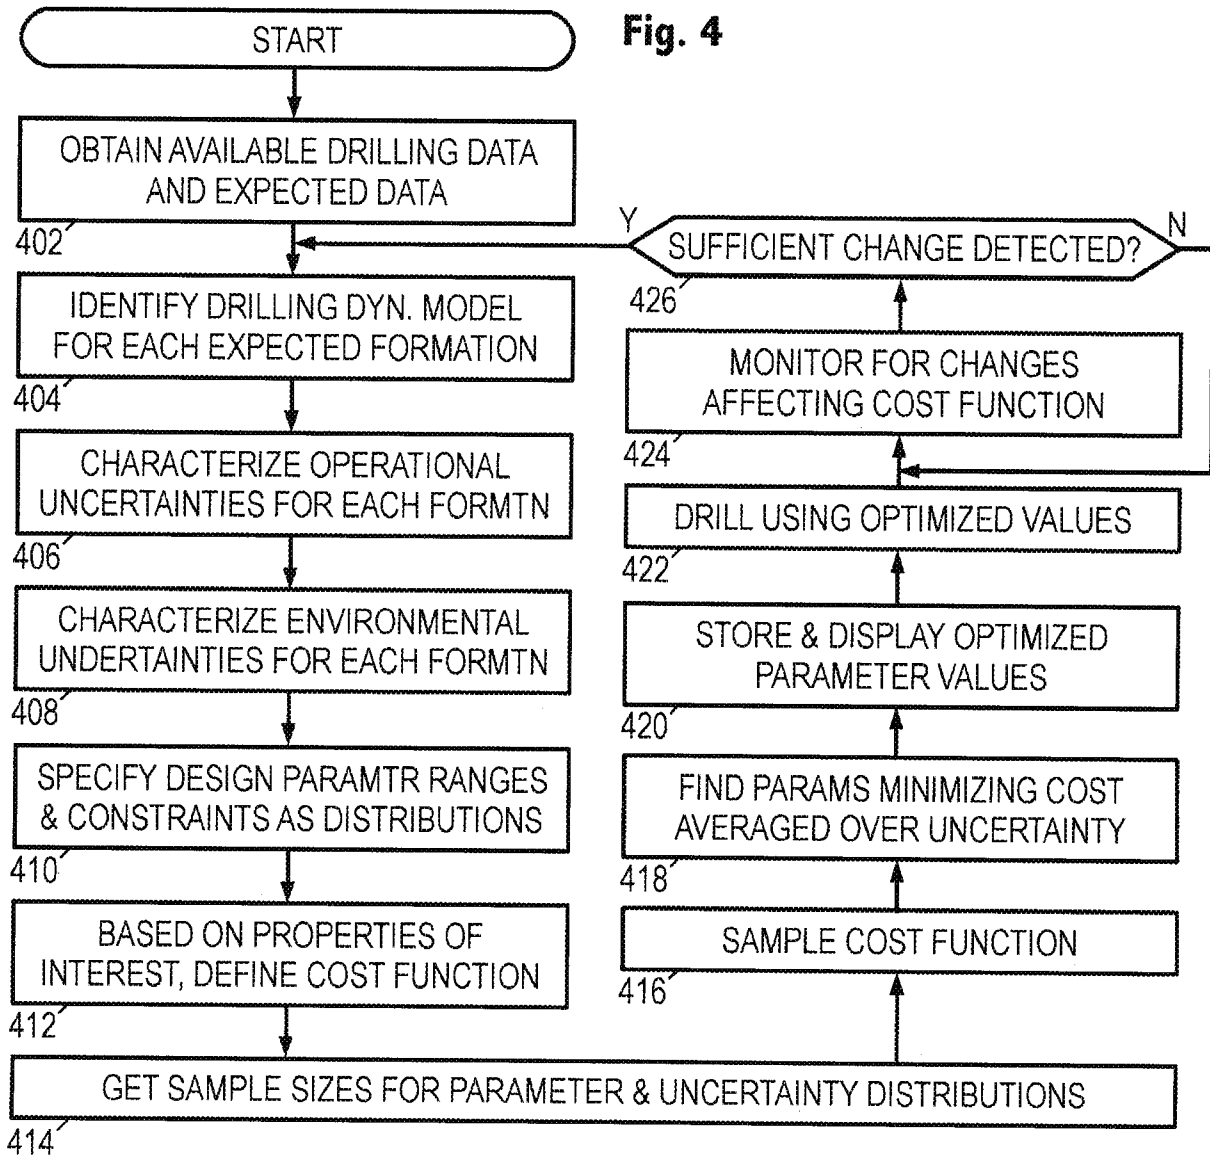 Fig. 4
START
OBTAIN AVAILABLE DRILLING DATA
AND EXPECTED DATA
402
IDENTIFY DRILLING DYN. MODEL
FOR EACH EXPECTED FORMATION
404
CHARACTERIZE OPERATIONAL
UNCERTAINTIES FOR EACH FORMTN
406
CHARACTERIZE ENVIRONMENTAL
UNDERTAINTIES FOR EACH FORMTN
408
SPECIFY DESIGN PARAMTR RANGES
& CONSTRAINTS AS DISTRIBUTIONS
410
BASED ON PROPERTIES OF
INTEREST, DEFINE COST FUNCTION
412
GET SAMPLE SIZES FOR PARAMETER & UNCERTAINTY DISTRIBUTIONS
414
SAMPLE COST FUNCTION
416
FIND PARAMS MINIMIZING COST
AVERAGED OVER UNCERTAINTY
418
STORE & DISPLAY OPTIMIZED
PARAMETER VALUES
420
DRILL USING OPTIMIZED VALUES
422
MONITOR FOR CHANGES
AFFECTING COST FUNCTION
424
Y
SUFFICIENT CHANGE DETECTED?
N
426